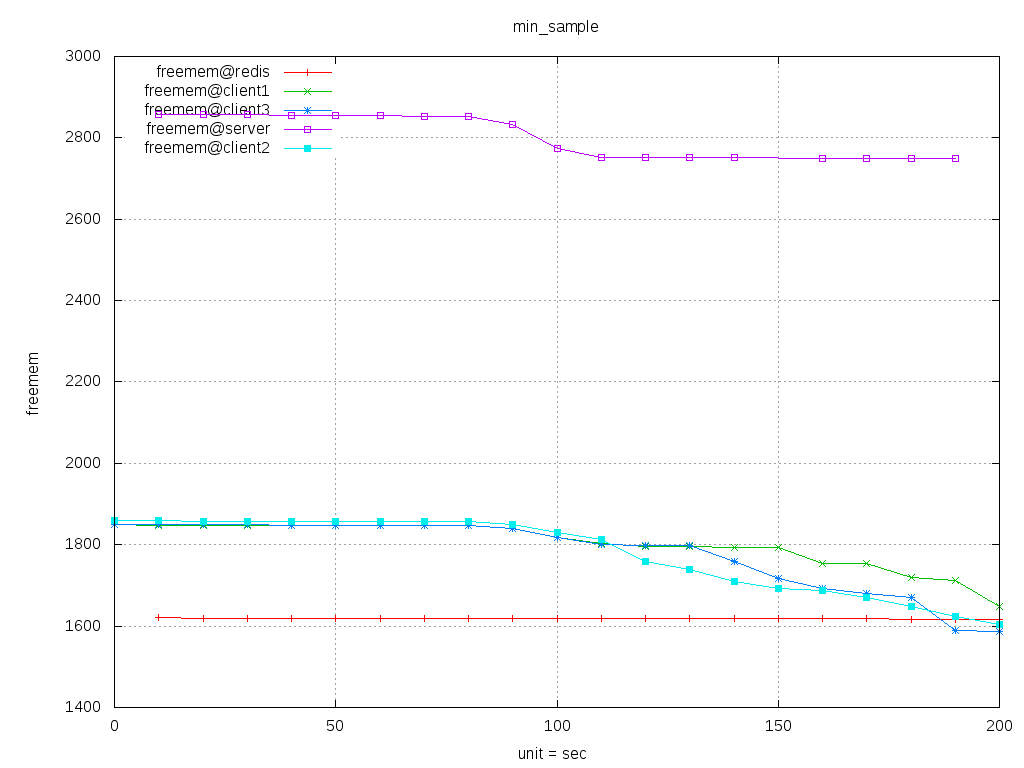 min_sample
3000
2800
2600
2400
2200
2000
1800
1600
1400
freemem
freemem@redis
freemem@client1
freemem@client3
freemem@server
freemem@client2
0 50 100 150 200
unit = sec